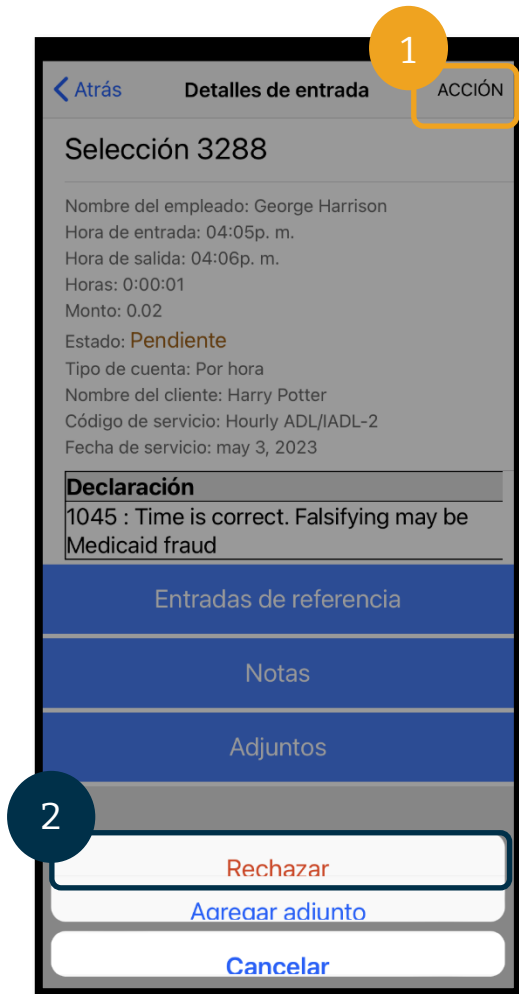 1
Atrás Detalles de entrada ACCIÓN
Selección 3288
Nombre del empleado: George Harrison
Hora de entrada: 04:05p. m.
Hora de salida: 04:06p. m.
Horas: 0:00:01
Monto: 0.02
Estado: Pendiente
Tipo de cuenta: Por hora
Nombre del cliente: Harry Potter
Código de servicio: Hourly ADL/IADL-2
Fecha de servicio: may 3, 2023
Declaración
1045 : Time is correct. Falsifying may be
Medicaid fraud
Entradas de referencia
Notas
Adjuntos
2
Rechazar
Agregar adjunto
Cancelar